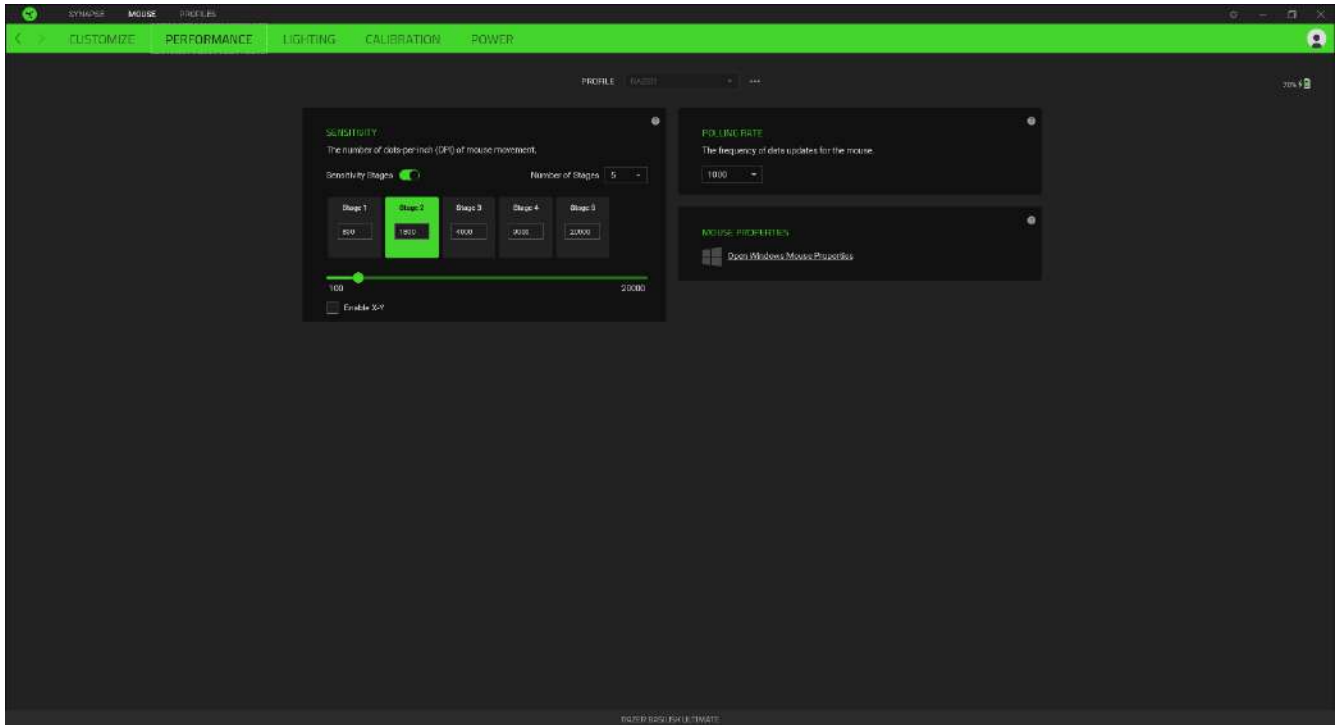 SYNAPSE MOUSE PROFILES
CUSTOMIZE PERFORMANCE LIGHTING CALIBRATION POWER
PROFILE
70%
SENSITIVITY
The number of dots-per-inch (DPI) of mouse movement.
Sensitivity Stages Number of Stages 5
Stage 1 Stage 2 Stage 3 Stage 4 Stage 5
800 1800 4000 9000 20000
100 20000
Enable X-Y
POLLING RATE
The frequency of data updates for the mouse.
1000
MOUSE PROPERTIES
Open Windows Mouse Properties
RAZER BASILISK ULTIMATE